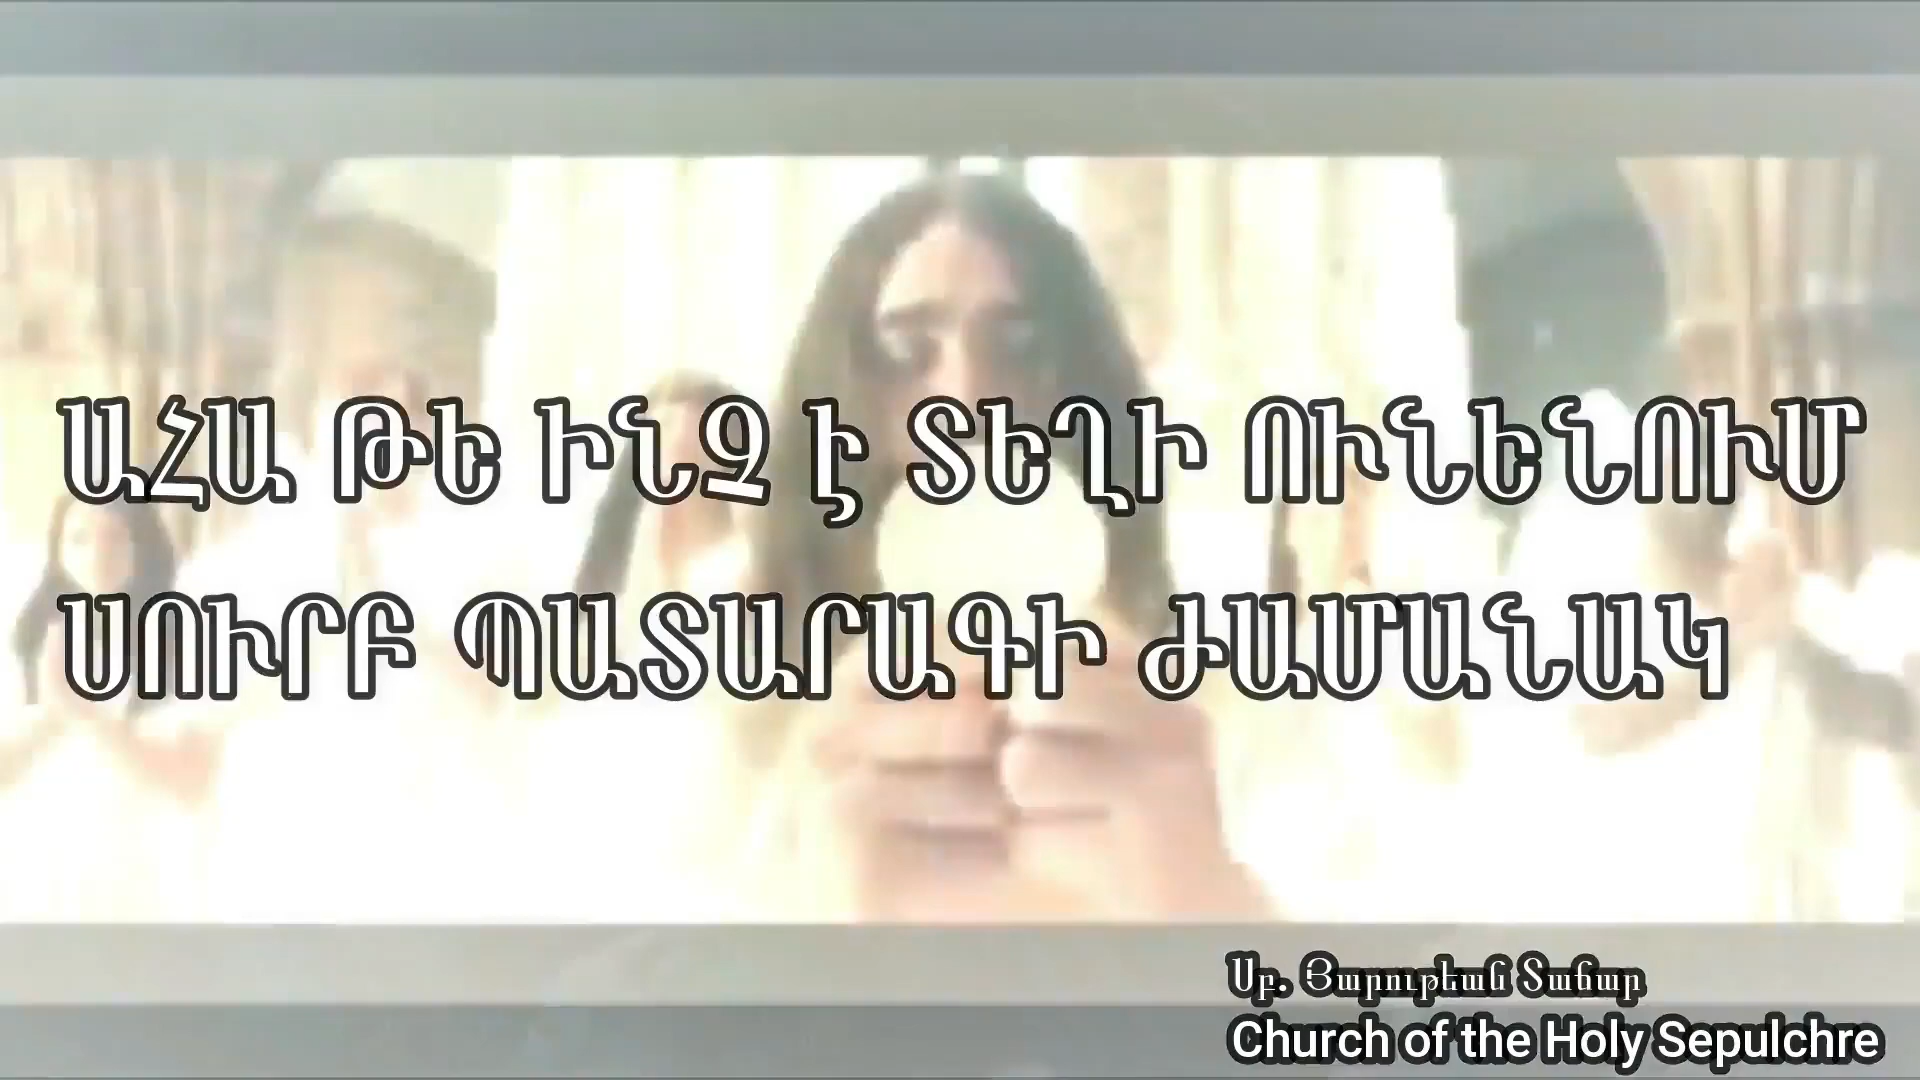 ԱՀԱ ԹԵ ԻՆՉ Է ՏԵՂԻ ՈՒՆԵՆՈՒՄ
ՍՈՒՐԲ ՊԱՏԱՐԱԳԻ ԺԱՄԱՆԱԿ
Սբ. Յարութեան Տաճար
Church of the Holy Sepulchre